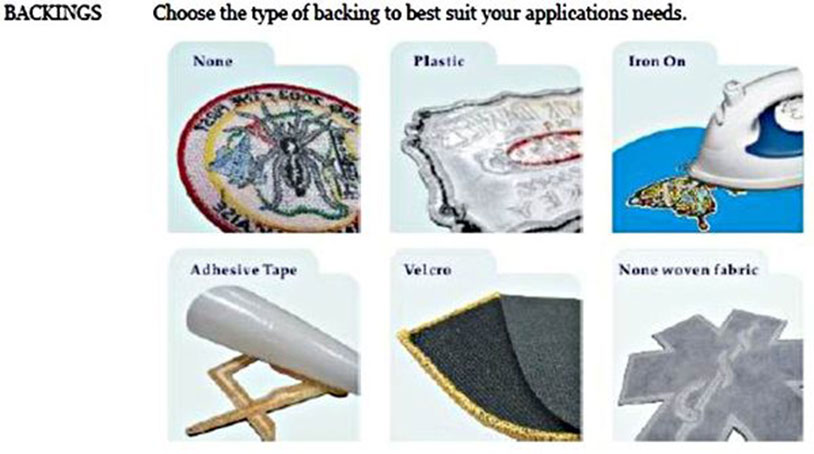 BACKINGS Choose the type of backing to best suit your applications needs.
None
Plastic
Iron On
Adhesive Tape
Velcro
None woven fabric